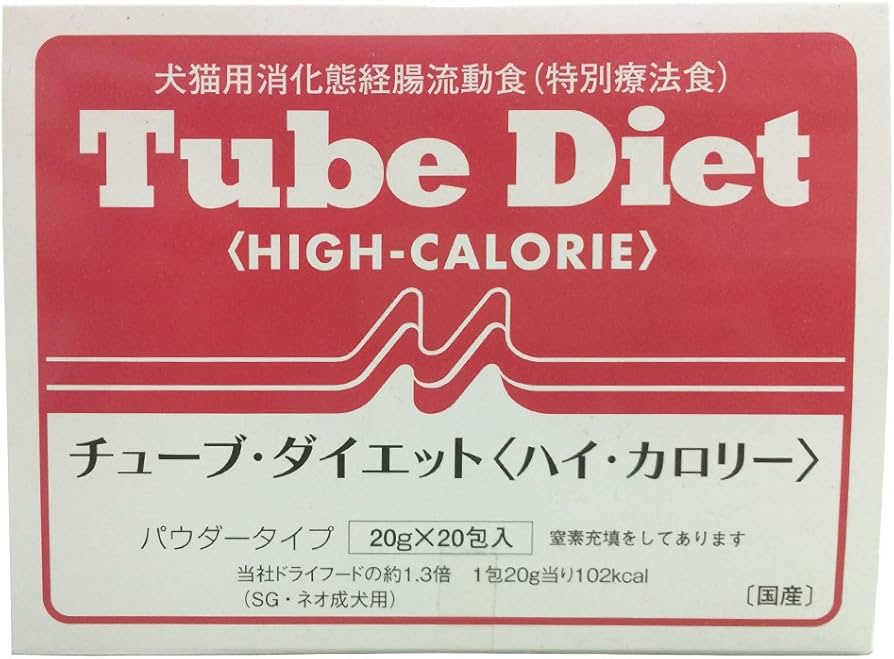 犬猫用消化態経腸流動食(特別療法食)
Tube Diet
〈HIGH-CALORIE〉
チューブ・ダイエット〈ハイ・カロリー〉
パウダータイプ 20g×20包入 窒素充填をしてあります
当社ドライフードの約1.3倍 1包20g当り102kcal
(SG・ネオ成犬用)
〔国産〕